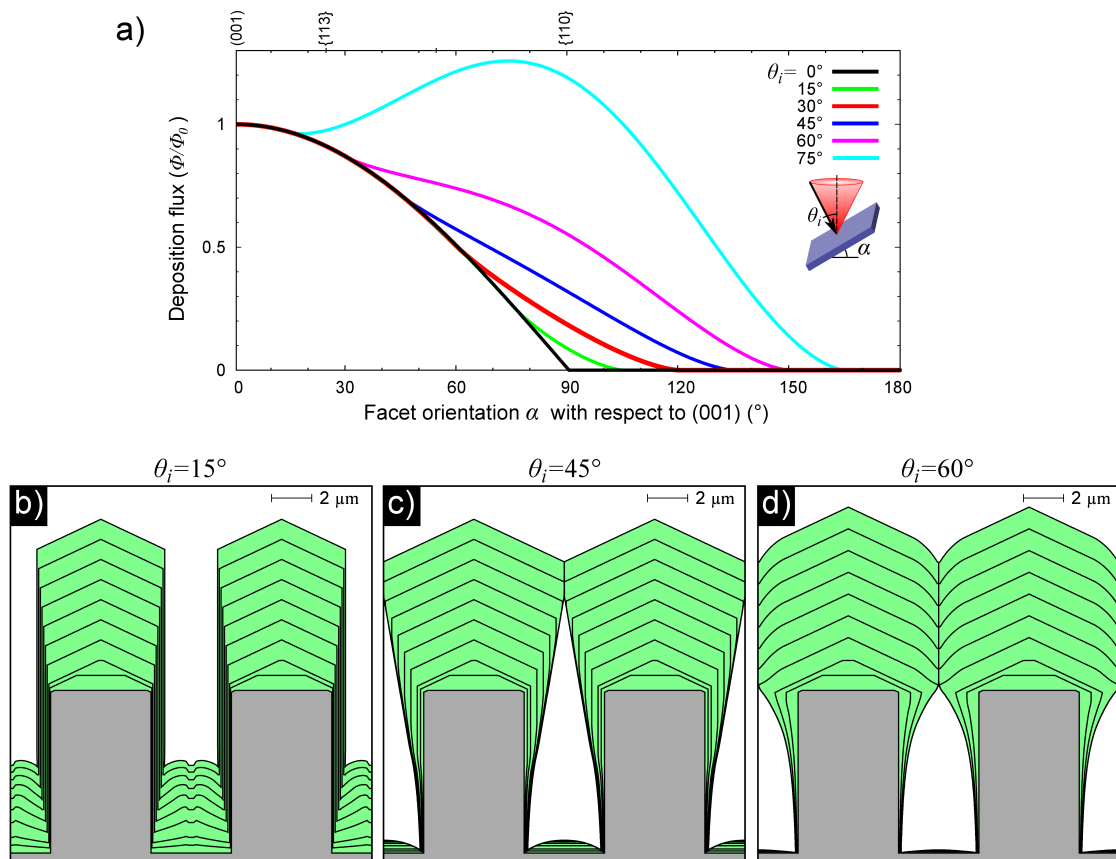 a)
(001)
{113}
{110}
Deposition flux (Φ/Φ0)
1
0.5
0
θi= 0°
15°
30°
45°
60°
75°
θi
α
0 30 60 90 120 150 180
Facet orientation α with respect to (001) (°)
θi=15°
θi=45°
θi=60°
b)
2 µm
c)
2 µm
d)
2 µm